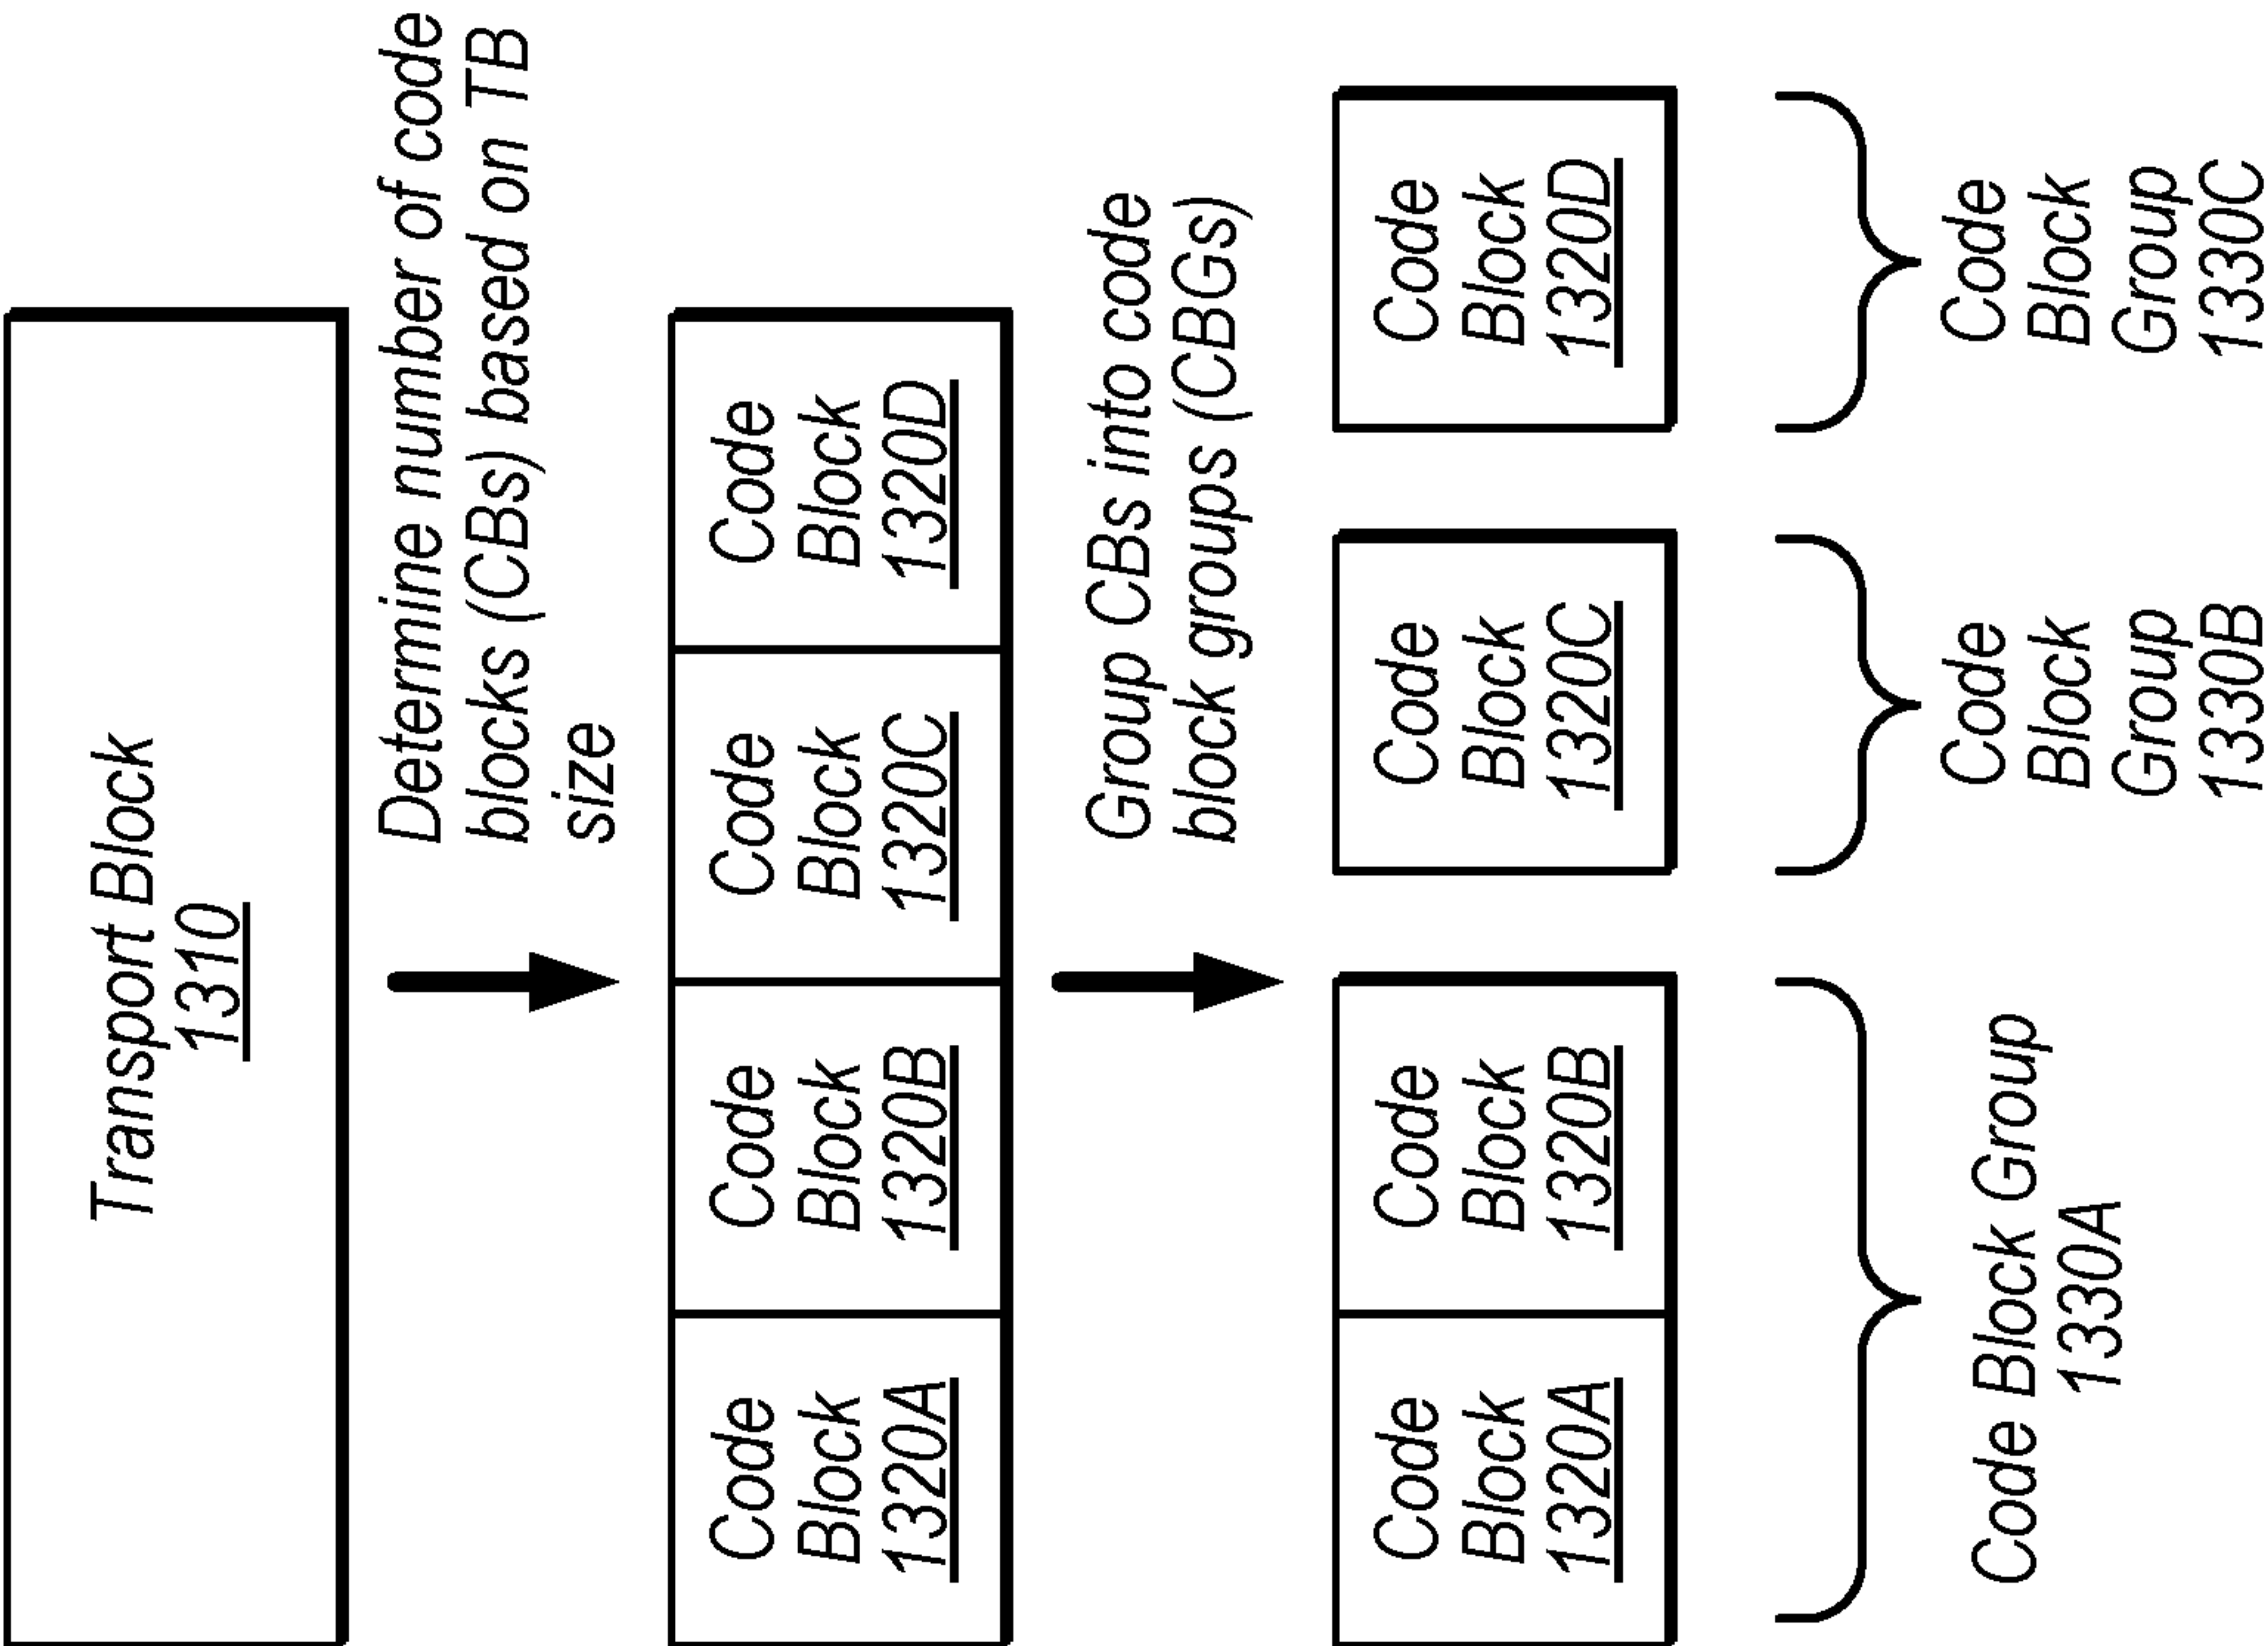 Transport Block
1310
Determine number of code
blocks (CBs) based on TB
size
Code
Block
1320A
Code
Block
1320B
Code
Block
1320C
Code
Block
1320D
Group CBs into code
block groups (CBGs)
Code
Block
1320A
Code
Block
1320B
Code
Block
1320C
Code
Block
1320D
Code Block Group
1330A
Code
Block
Group
1330B
Code
Block
Group
1330C